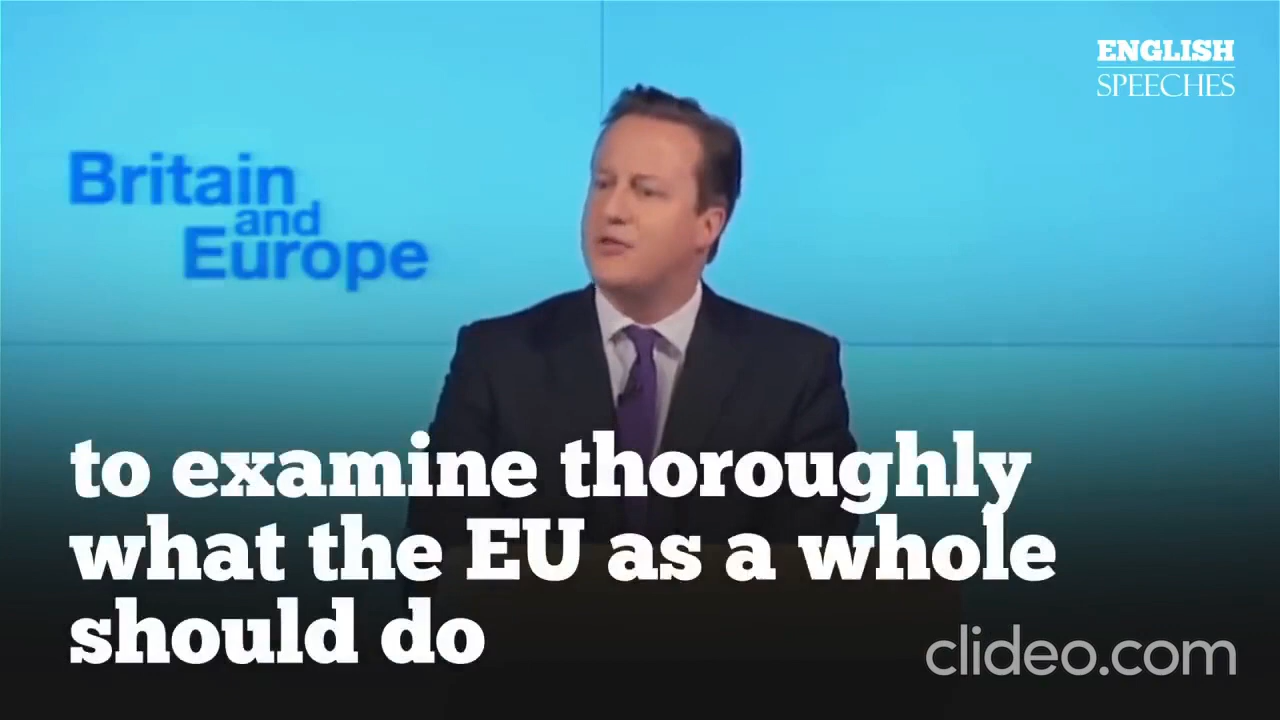 ENGLISH
SPEECHES
Britain
and
Europe
to examine thoroughly
what the EU as a whole
should do
clideo.com